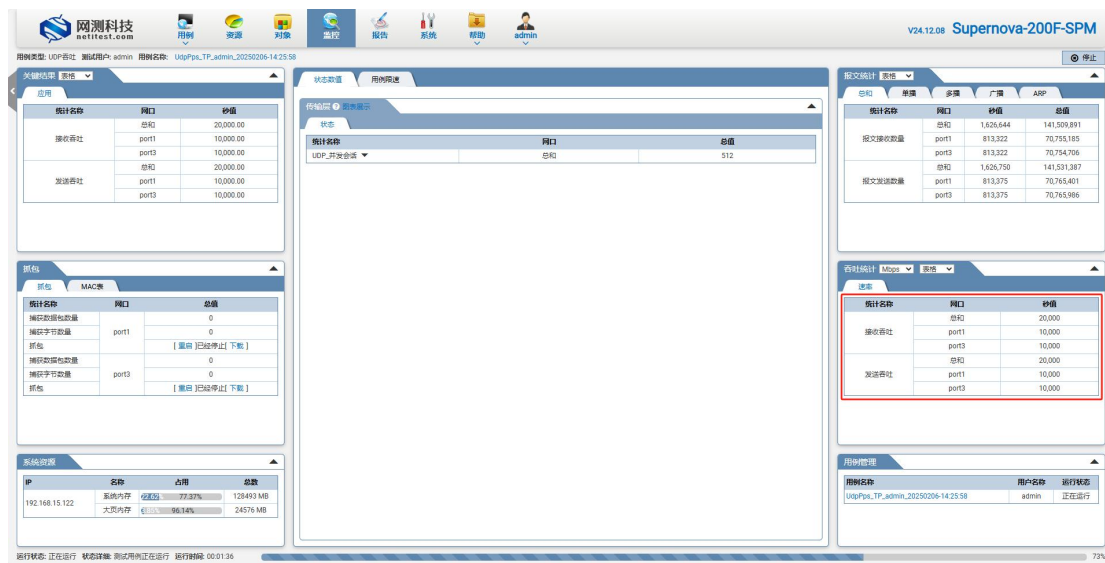 网测科技
netitest.com
用例
资源
对象
监控
报告
系统
帮助
admin
V24.12.08 Supernova-200F-SPM
用例类型: UDP吞吐 测试用户: admin 用例名称: UdpPps_TP_admin_20250206-14:25:58
停止
关键结果 表格
应用
统计名称 网口 秒值
接收吞吐 总和 20,000.00
port1 10,000.00
port3 10,000.00
发送吞吐 总和 20,000.00
port1 10,000.00
port3 10,000.00
状态数值 用例限速
传输层 图表展示
状态
统计名称 网口 总值
UDP_并发会话 总和 512
报文统计 表格
总和 单播 多播 广播 ARP
统计名称 网口 秒值 总值
报文接收数量 总和 1,626,644 141,509,891
port1 813,322 70,755,185
port3 813,322 70,754,706
报文发送数量 总和 1,626,750 141,531,387
port1 813,375 70,765,401
port3 813,375 70,765,986
抓包
抓包 MAC表
统计名称 网口 总值
捕获数据包数量 port1 0
捕获字节数量 0
抓包 [ 重启 ]已经停止[ 下载 ]
捕获数据包数量 port3 0
捕获字节数量 0
抓包 [ 重启 ]已经停止[ 下载 ]
吞吐统计 Mbps 表格
速率
统计名称 网口 秒值
接收吞吐 总和 20,000
port1 10,000
port3 10,000
发送吞吐 总和 20,000
port1 10,000
port3 10,000
系统资源
IP 名称 占用 总数
192.168.15.122 系统内存 77.37% 128493 MB
大页内存 96.14% 24576 MB
用例管理
用例名称 用户名称 运行状态
UdpPps_TP_admin_20250206-14:25:58 admin 正在运行
运行状态: 正在运行 状态详细: 测试用例正在运行 运行时间: 00:01:36
73%